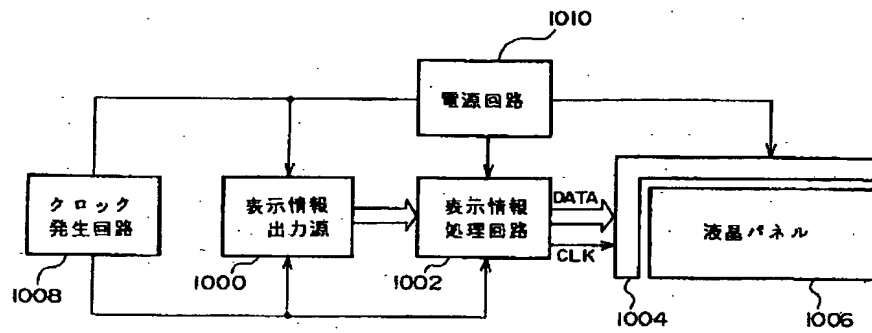 1010
電源回路
クロック
発生回路
表示情報
出力源
表示情報
処理回路
DATA
CLK
液晶パネル
1008
1000
1002
1004
1006